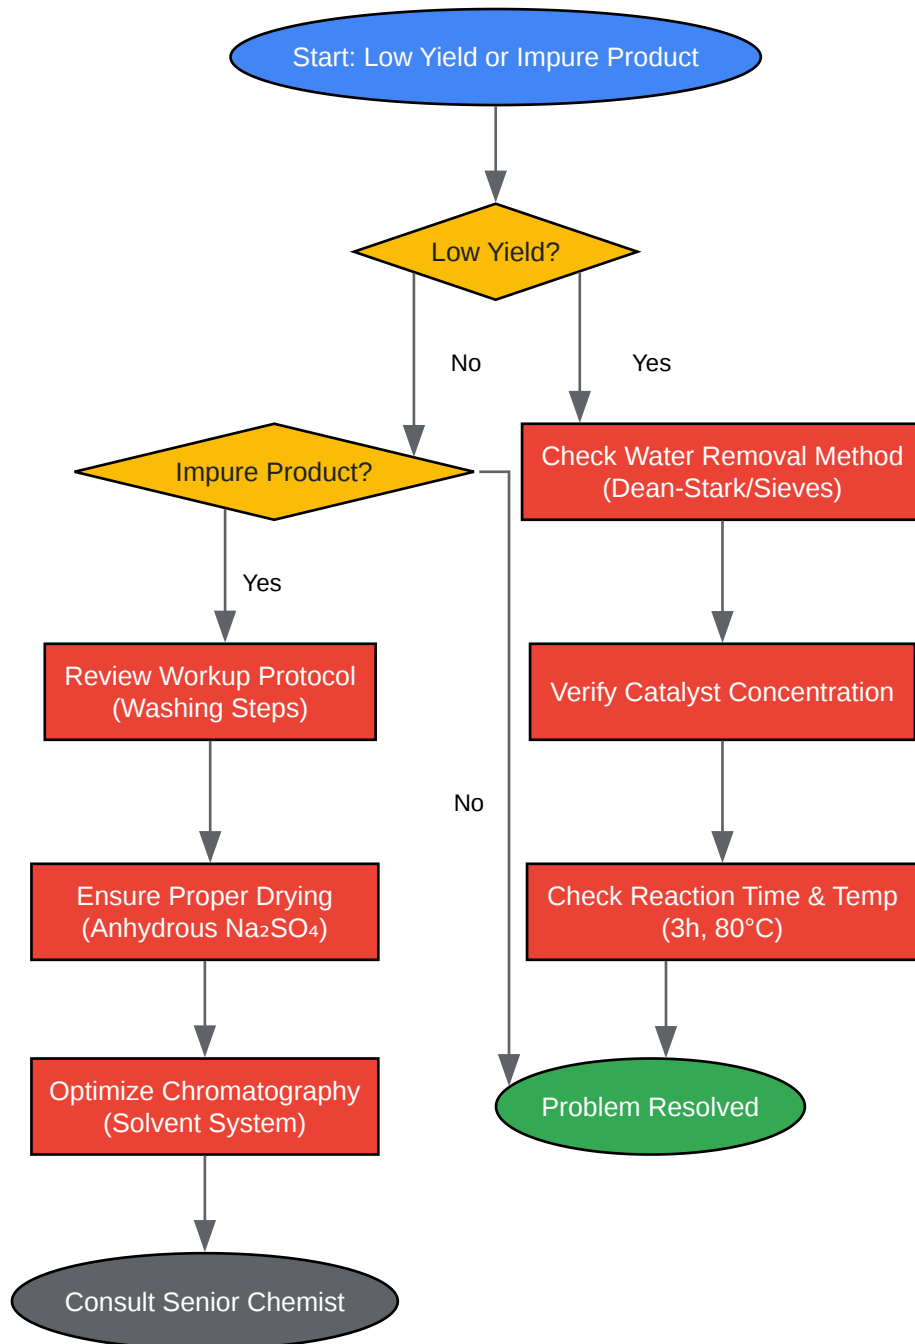 Start: Low Yield or Impure Product
Low Yield?
No
Yes
Impure Product?
Check Water Removal Method
(Dean-Stark/Sieves)
Yes
Review Workup Protocol
(Washing Steps)
Verify Catalyst Concentration
No
Ensure Proper Drying
(Anhydrous Na₂SO₄)
Check Reaction Time & Temp
(3h, 80°C)
Optimize Chromatography
(Solvent System)
Problem Resolved
Consult Senior Chemist